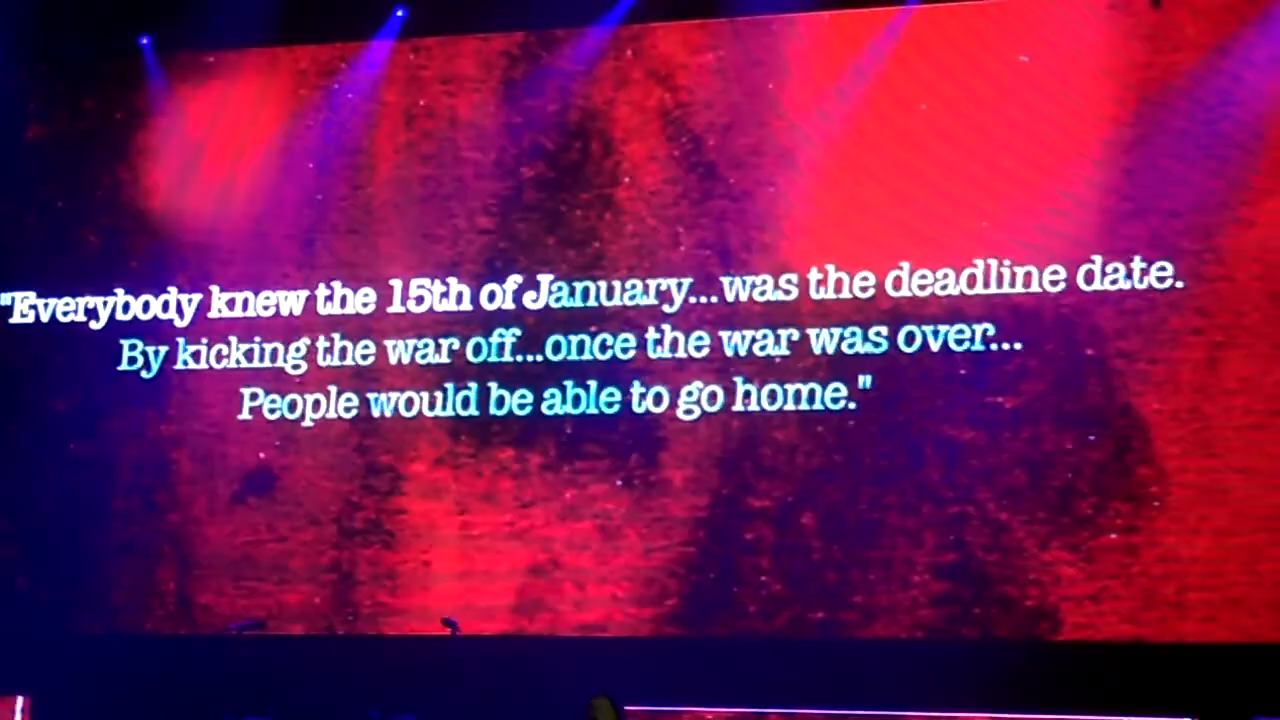 "Everybody knew the 15th of January...was the deadline date.
By kicking the war off...once the war was over...
People would be able to go home."